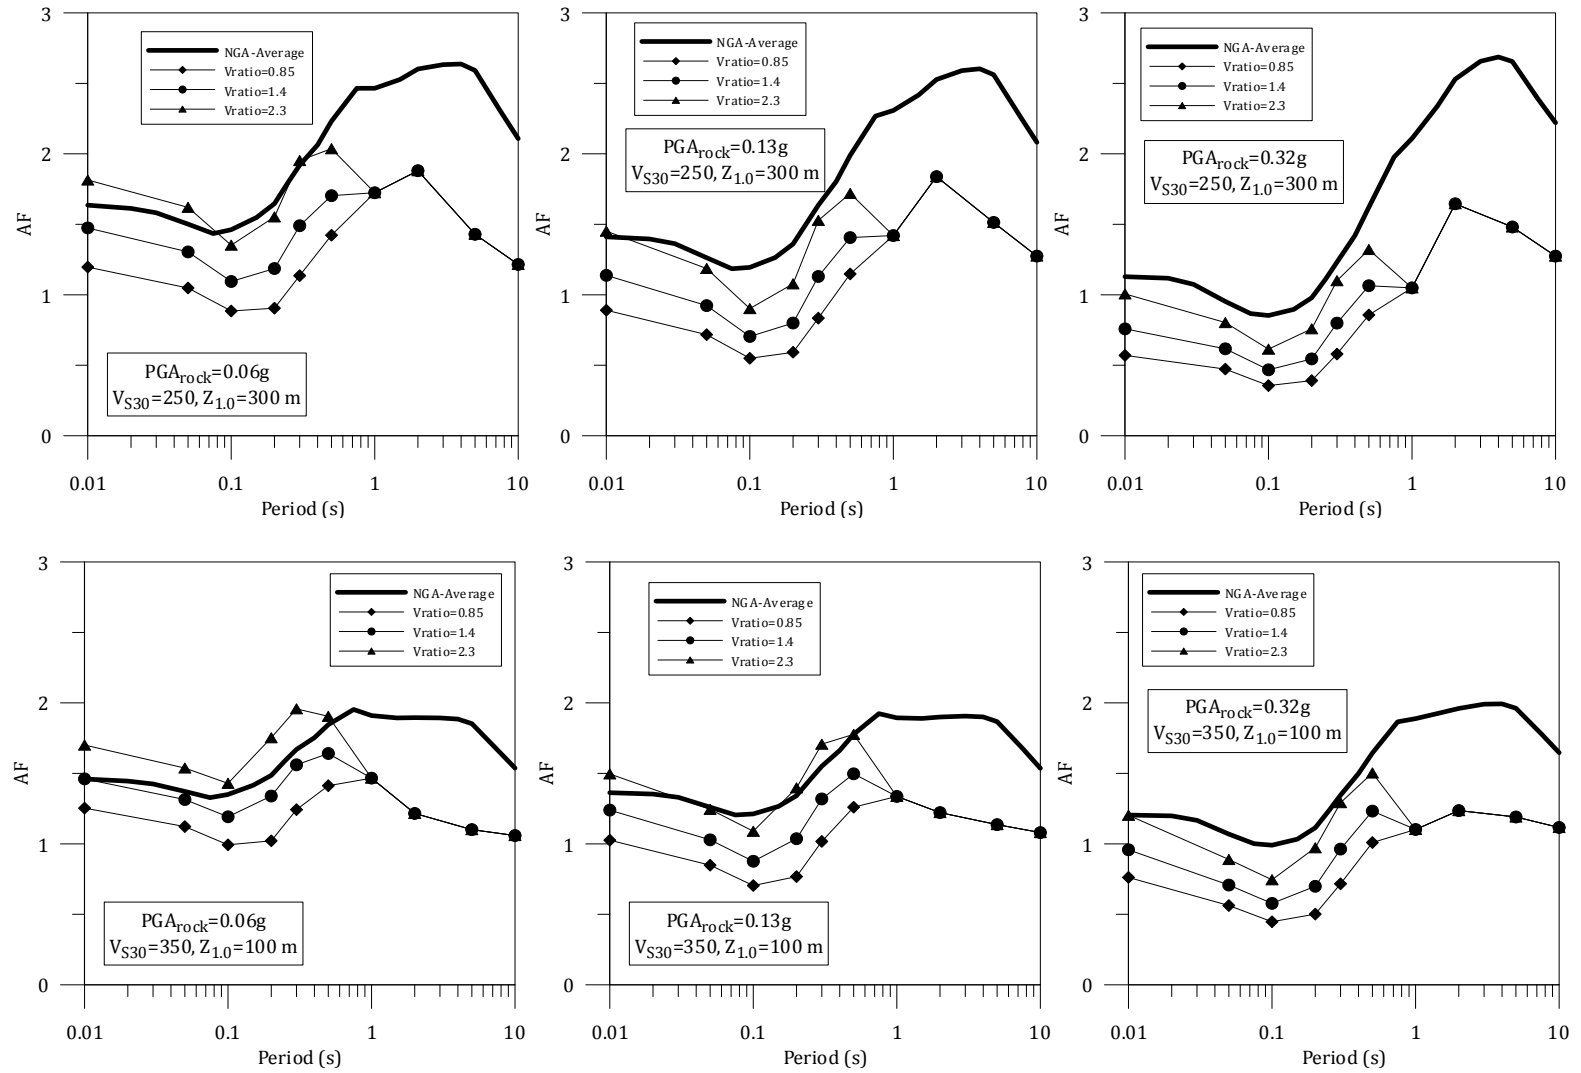 3
2
1
0
AF
NGA-Average
Vratio=0.85
Vratio=1.4
Vratio=2.3
PGArock=0.06g
VS30=250, Z1.0=300 m
0.01 0.1 1 10
Period (s)
3
2
1
0
AF
NGA-Average
Vratio=0.85
Vratio=1.4
Vratio=2.3
PGArock=0.13g
VS30=250, Z1.0=300 m
0.01 0.1 1 10
Period (s)
3
2
1
0
AF
NGA-Average
Vratio=0.85
Vratio=1.4
Vratio=2.3
PGArock=0.32g
VS30=250, Z1.0=300 m
0.01 0.1 1 10
Period (s)
3
2
1
0
AF
NGA-Average
Vratio=0.85
Vratio=1.4
Vratio=2.3
PGArock=0.06g
VS30=350, Z1.0=100 m
0.01 0.1 1 10
Period (s)
3
2
1
0
AF
NGA-Average
Vratio=0.85
Vratio=1.4
Vratio=2.3
PGArock=0.13g
VS30=350, Z1.0=100 m
0.01 0.1 1 10
Period (s)
3
2
1
0
AF
NGA-Average
Vratio=0.85
Vratio=1.4
Vratio=2.3
PGArock=0.32g
VS30=350, Z1.0=100 m
0.01 0.1 1 10
Period (s)